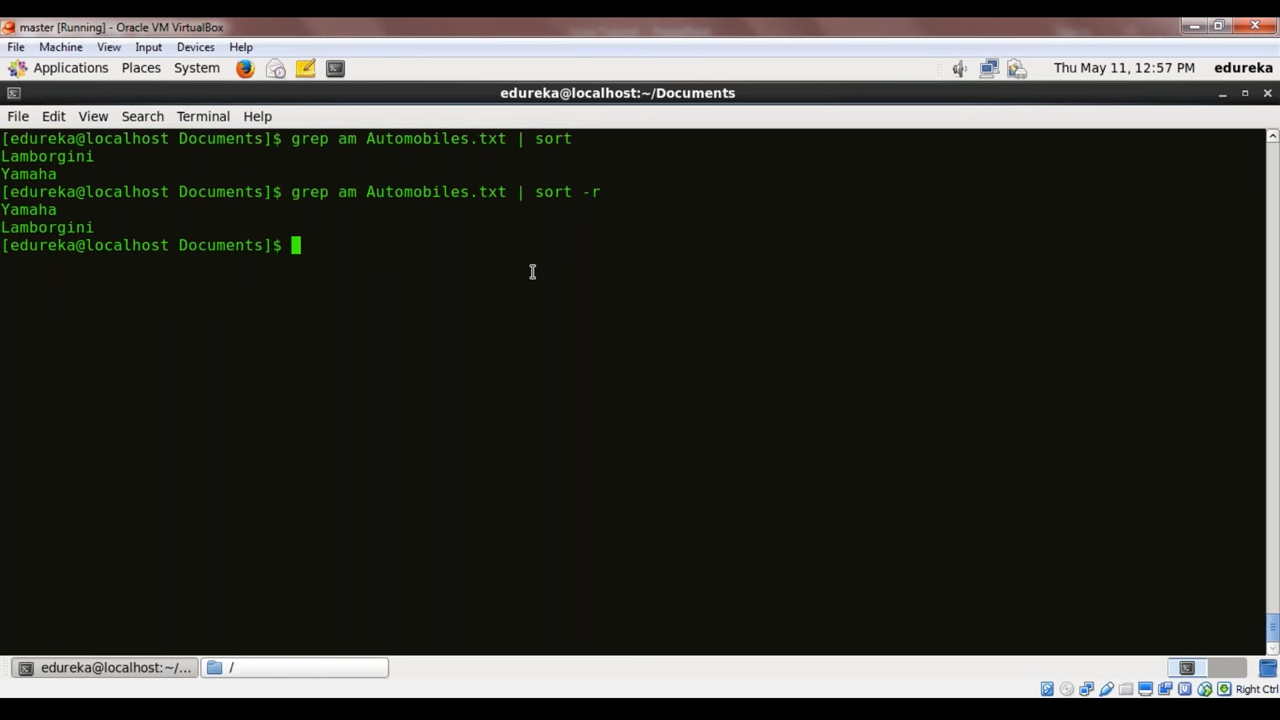 master [Running] - Oracle VM VirtualBox
File Machine View Input Devices Help
Applications Places System Thu May 11, 12:57 PM edureka
edureka@localhost:~/Documents
File Edit View Search Terminal Help
[edureka@localhost Documents]$ grep am Automobiles.txt | sort
Lamborgini
Yamaha
[edureka@localhost Documents]$ grep am Automobiles.txt | sort -r
Yamaha
Lamborgini
[edureka@localhost Documents]$
edureka@localhost:~/... /
Right Ctrl